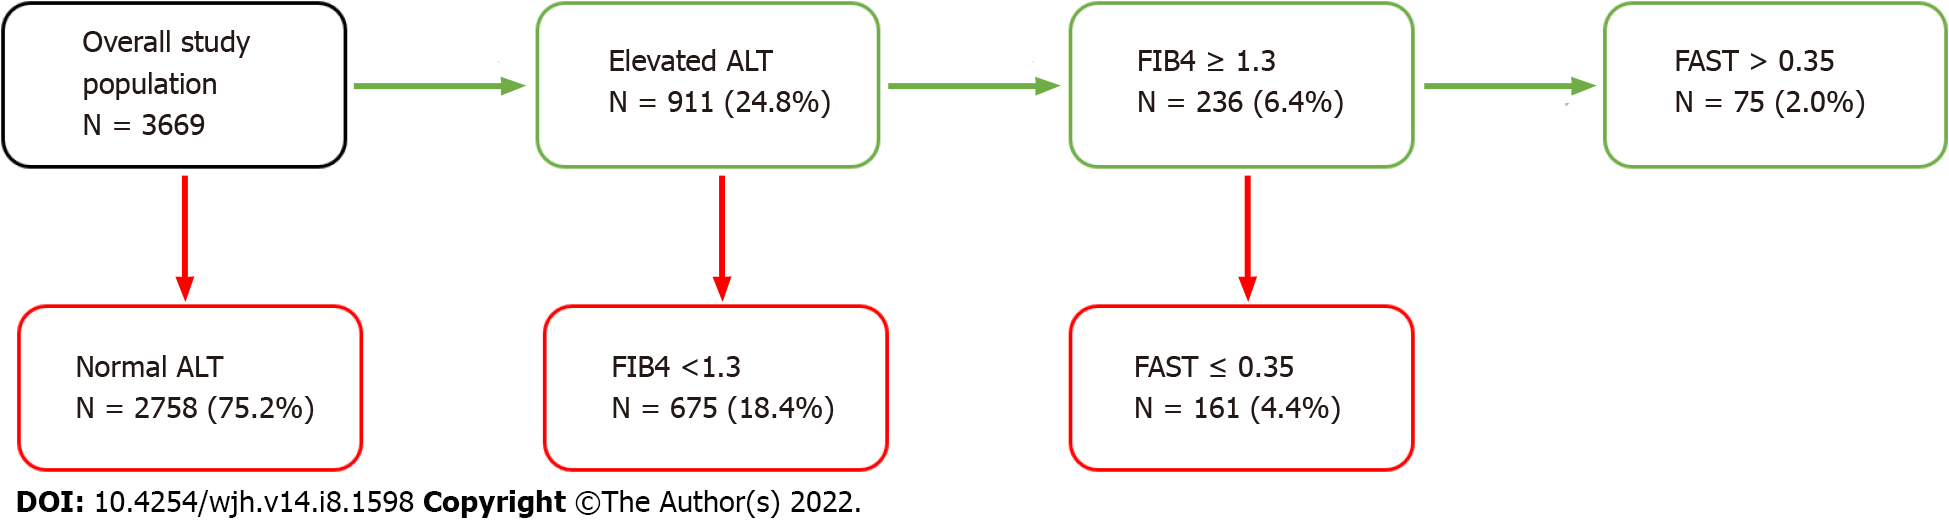 Overall study
population
N = 3669
Elevated ALT
N = 911 (24.8%)
FIB4 ≥ 1.3
N = 236 (6.4%)
FAST > 0.35
N = 75 (2.0%)
Normal ALT
N = 2758 (75.2%)
FIB4 <1.3
N = 675 (18.4%)
FAST ≤ 0.35
N = 161 (4.4%)
DOI: 10.4254/wjh.v14.i8.1598 Copyright ©The Author(s) 2022.